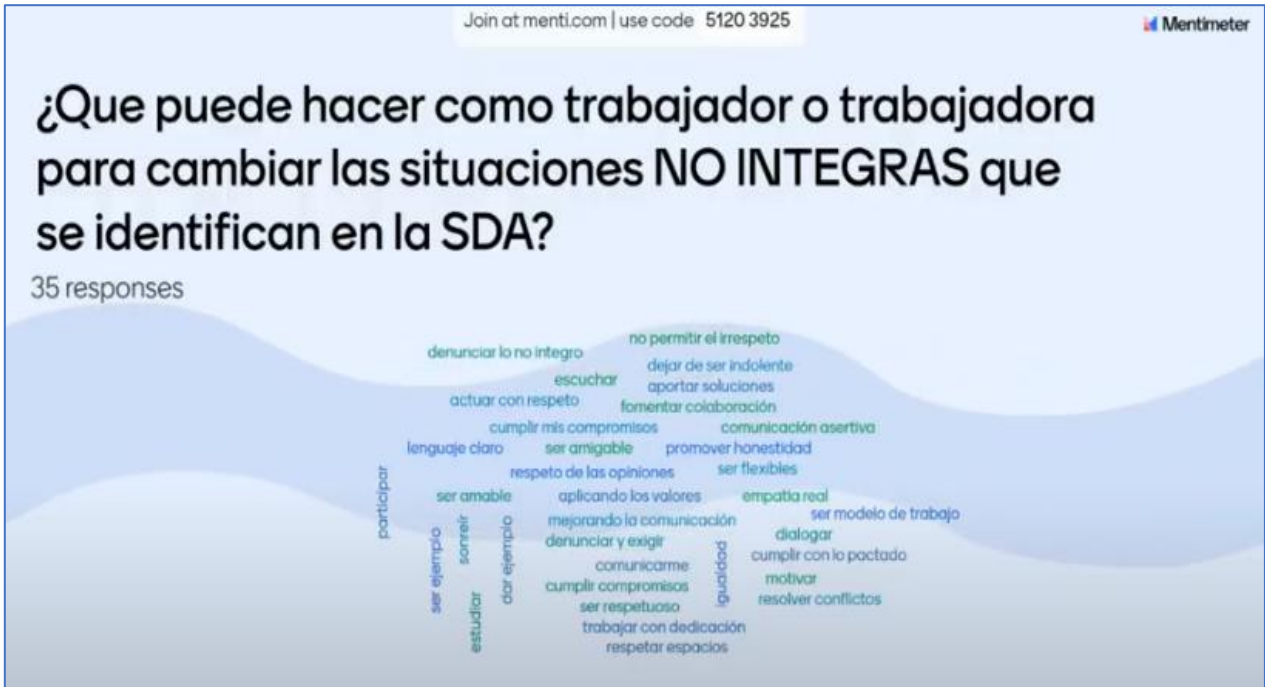 Join at menti.com | use code 5120 3925
Mentimeter
¿Que puede hacer como trabajador o trabajadora
para cambiar las situaciones NO INTEGRAS que
se identifican en la SDA?
35 responses
no permitir el irrespeto
denunciar lo no integro
dejar de ser indolente
escuchar
aportar soluciones
actuar con respeto
fomentar colaboración
cumplir mis compromisos
comunicación asertiva
lenguaje claro
ser amigable
promover honestidad
respeto de las opiniones
ser flexibles
participar
ser amable
aplicando los valores
empatia real
ser modelo de trabajo
mejorando la comunicación
ser ejemplo
sonreír
dar ejemplo
denunciar y exigir
dialogar
igualdad
cumplir con lo pactado
comunicarme
cumplir compromisos
motivar
estudiar
ser respetuoso
resolver conflictos
trabajar con dedicación
respetar espacios